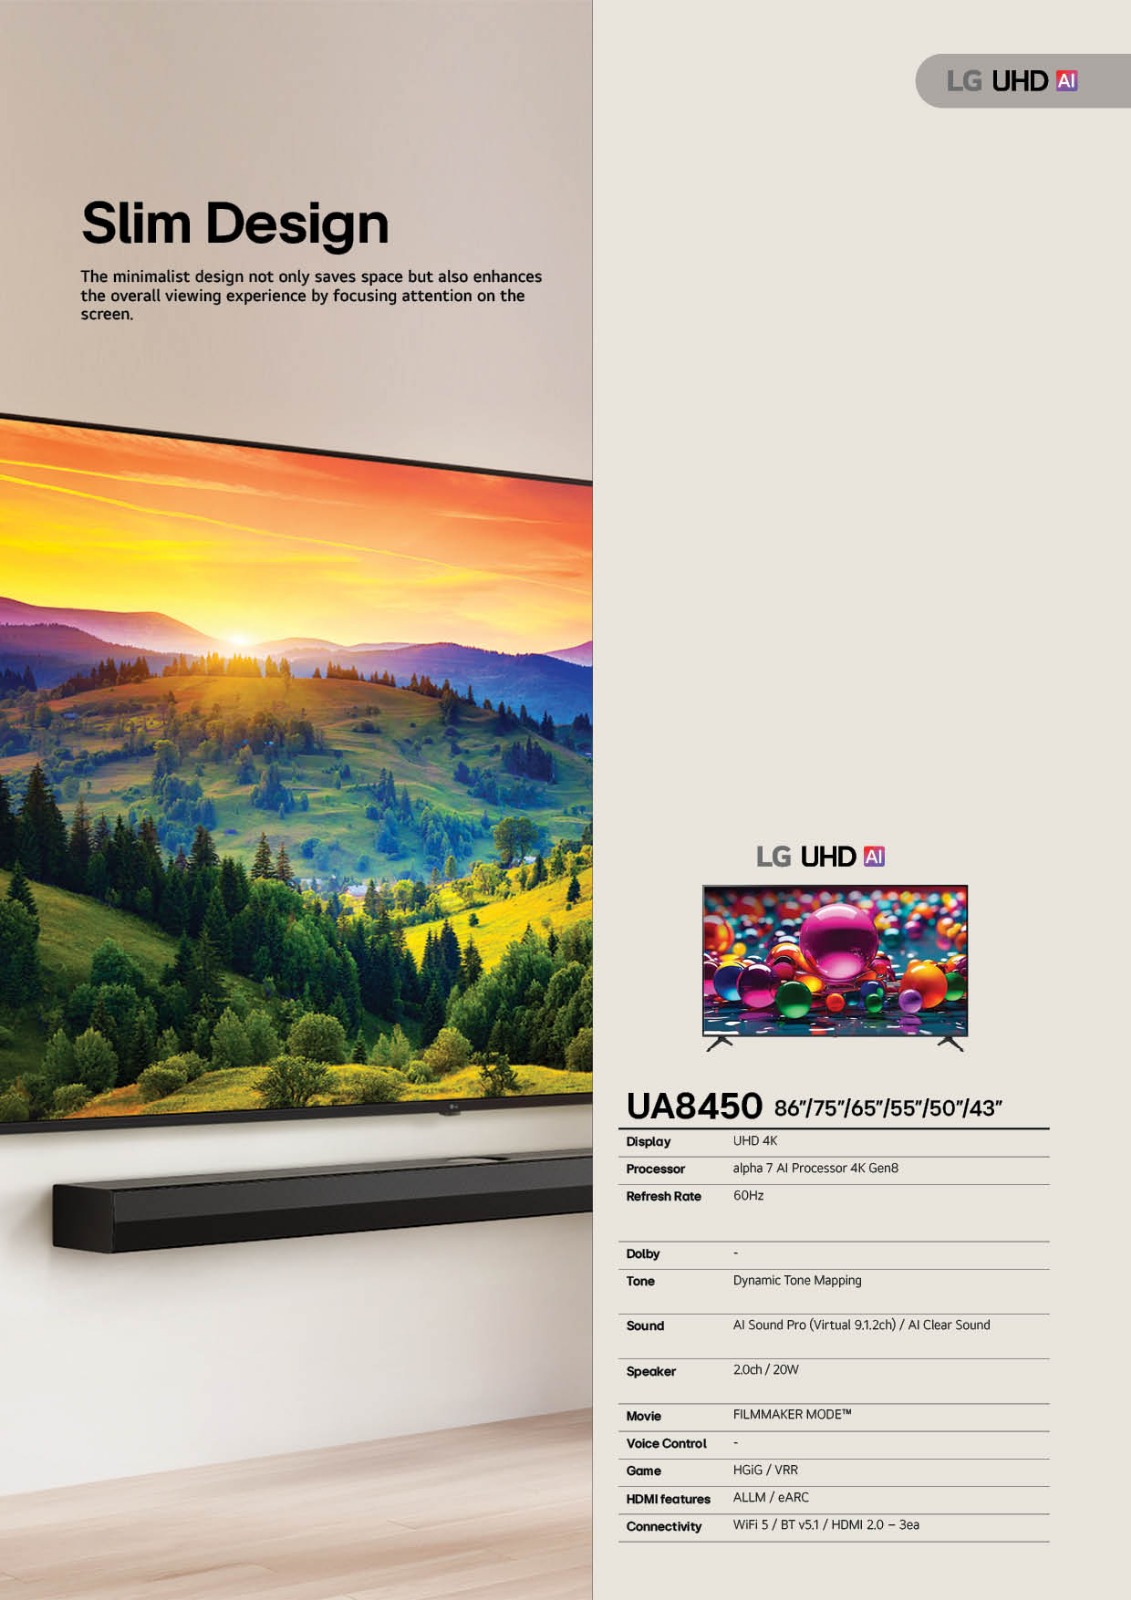 LG UHD AI
Slim Design
The minimalist design not only saves space but also enhances
the overall viewing experience by focusing attention on the
screen.
LG UHD AI
UA8450 86”/75”/65”/55”/50”/43”
Display UHD 4K
Processor alpha 7 AI Processor 4K Gen8
Refresh Rate 60Hz
Dolby -
Tone Dynamic Tone Mapping
Sound AI Sound Pro (Virtual 9.1.2ch) / AI Clear Sound
Speaker 2.0ch / 20W
Movie FILMMAKER MODE™
Voice Control -
Game HGiG / VRR
HDMI features ALLM / eARC
Connectivity WiFi 5 / BT v5.1 / HDMI 2.0 – 3ea